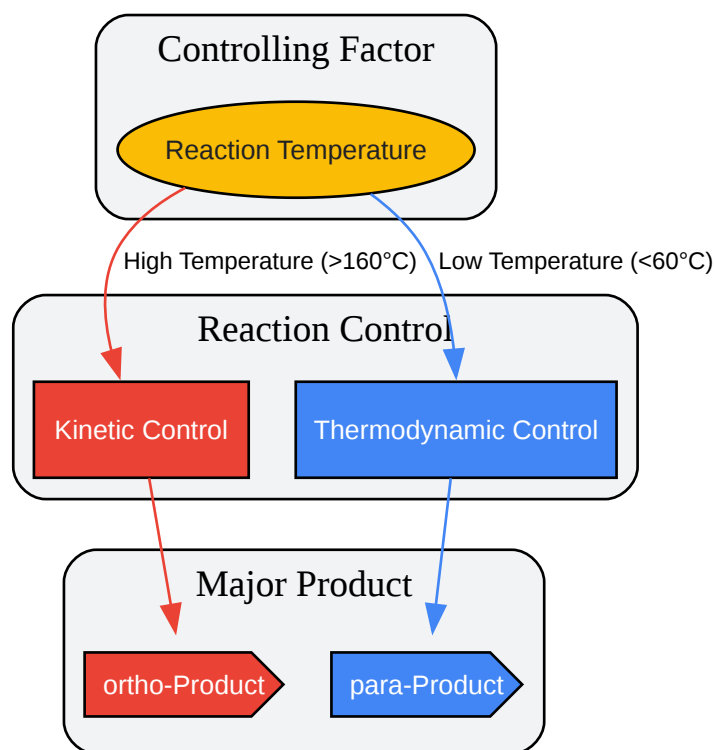 Controlling Factor
Reaction Temperature
High Temperature (>160°C)
Low Temperature (<60°C)
Reaction Control
Kinetic Control
Thermodynamic Control
Major Product
ortho-Product
para-Product